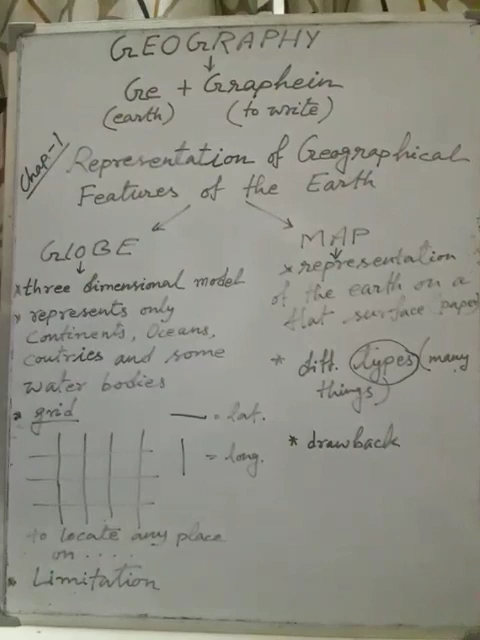 GEOGRAPHY
Ge + Graphein
(earth) (to write)
Chap-1
Representation of Geographical
Features of the Earth
GlOBE
* three dimensional model
* represents only
continents, Oceans,
coutries and some
water bodies
* grid
— = lat.
| = long.
to locate any place
on ....
* Limitation
MAP
* representation
of the earth on a
flat surface paper
* diff. types (many
things)
* drawback